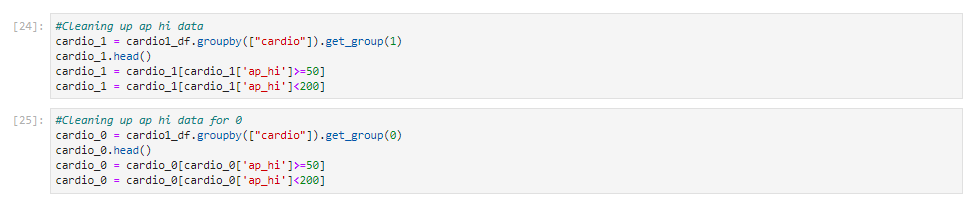 [24]: #Cleaning up ap hi data
cardio_1 = cardio1_df.groupby(["cardio"]).get_group(1)
cardio_1.head()
cardio_1 = cardio_1[cardio_1['ap_hi']>=50]
cardio_1 = cardio_1[cardio_1['ap_hi']<200]
[25]: #Cleaning up ap hi data for 0
cardio_0 = cardio1_df.groupby(["cardio"]).get_group(0)
cardio_0.head()
cardio_0 = cardio_0[cardio_0['ap_hi']>=50]
cardio_0 = cardio_0[cardio_0['ap_hi']<200]